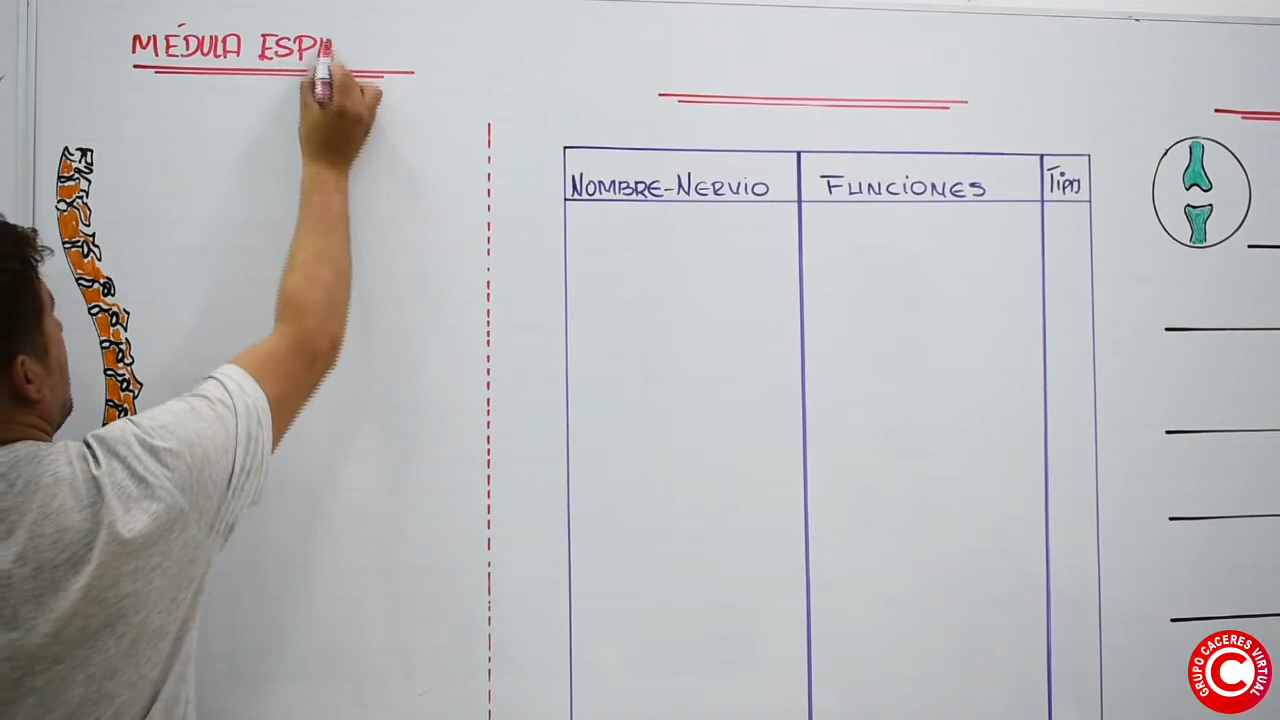 MÉDULA ESPI
NOMBRE-NERVIO
FUNCIONES
TIPO
GRUPO CACERES VIRTUAL
C